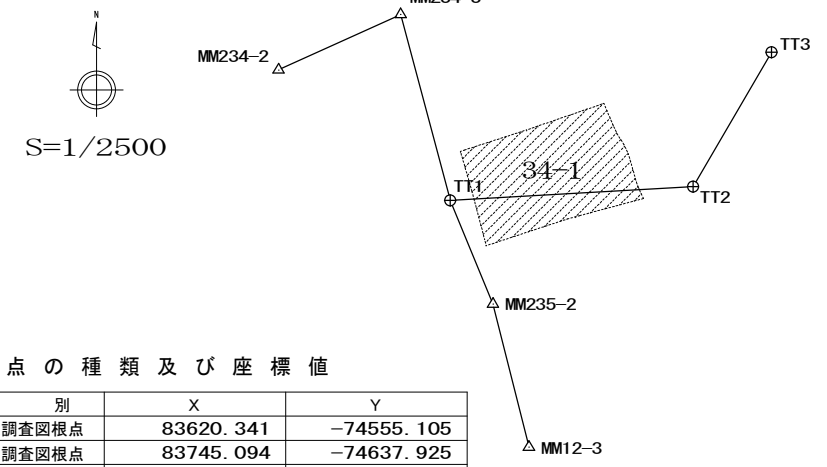 N
MM234-2
TT3
S=1/2500
34-1
TT1
TT2
MM235-2
点の種類及び座標値
別 X Y
調査図根点 83620.341 -74555.105
調査図根点 83745.094 -74637.925
MM12-3